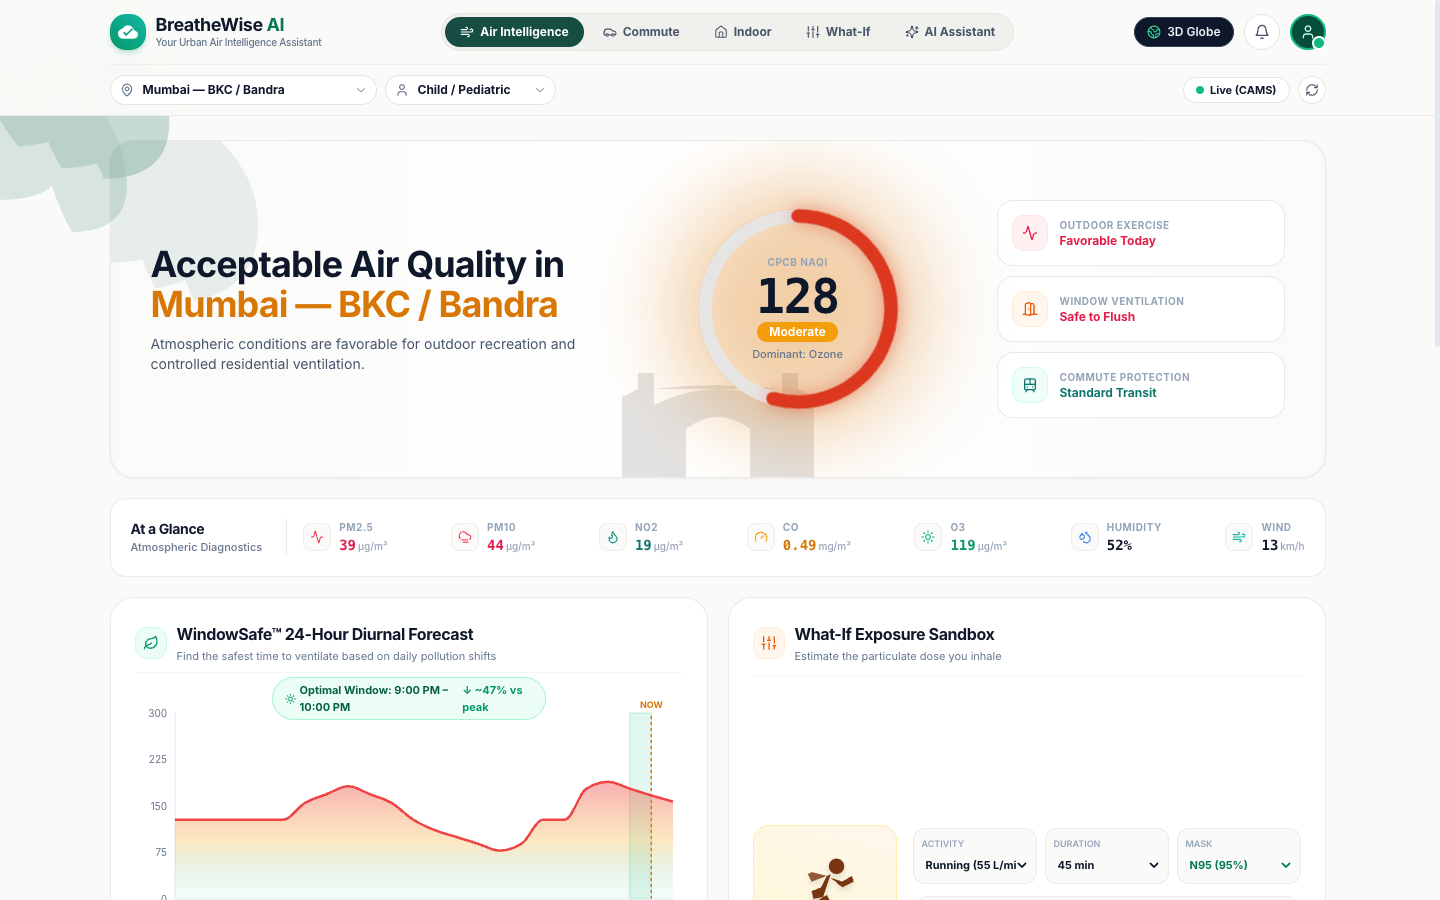 BreatheWise AI
Your Urban Air Intelligence Assistant
Air Intelligence
Commute
Indoor
What-If
AI Assistant
3D Globe
Mumbai — BKC / Bandra
Child / Pediatric
Live (CAMS)
Acceptable Air Quality in
Mumbai — BKC / Bandra
Atmospheric conditions are favorable for outdoor recreation and
controlled residential ventilation.
CPCB NAQI
128
Moderate
Dominant: Ozone
OUTDOOR EXERCISE
Favorable Today
WINDOW VENTILATION
Safe to Flush
COMMUTE PROTECTION
Standard Transit
At a Glance
Atmospheric Diagnostics
PM2.5
39 µg/m³
PM10
44 µg/m³
NO2
19 µg/m³
CO
0.49 mg/m³
O3
119 µg/m³
HUMIDITY
52%
WIND
13 km/h
WindowSafe™ 24-Hour Diurnal Forecast
Find the safest time to ventilate based on daily pollution shifts
Optimal Window: 9:00 PM –
10:00 PM
↓ ~47% vs
peak
NOW
300
225
150
75
0
What-If Exposure Sandbox
Estimate the particulate dose you inhale
ACTIVITY
Running (55 L/mi
DURATION
45 min
MASK
N95 (95%)